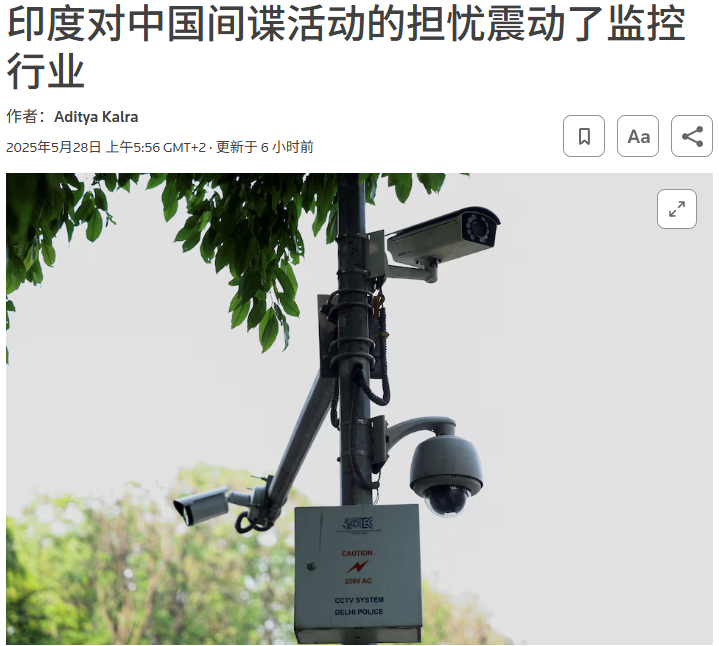 印度对中国间谍活动的担忧震动了监控
行业
作者：Aditya Kalra
2025年5月28日 上午5:56 GMT+2 · 更新于 6 小时前
Aa
CAUTION
220V AC
CCTV SYSTEM
DELHI POLICE